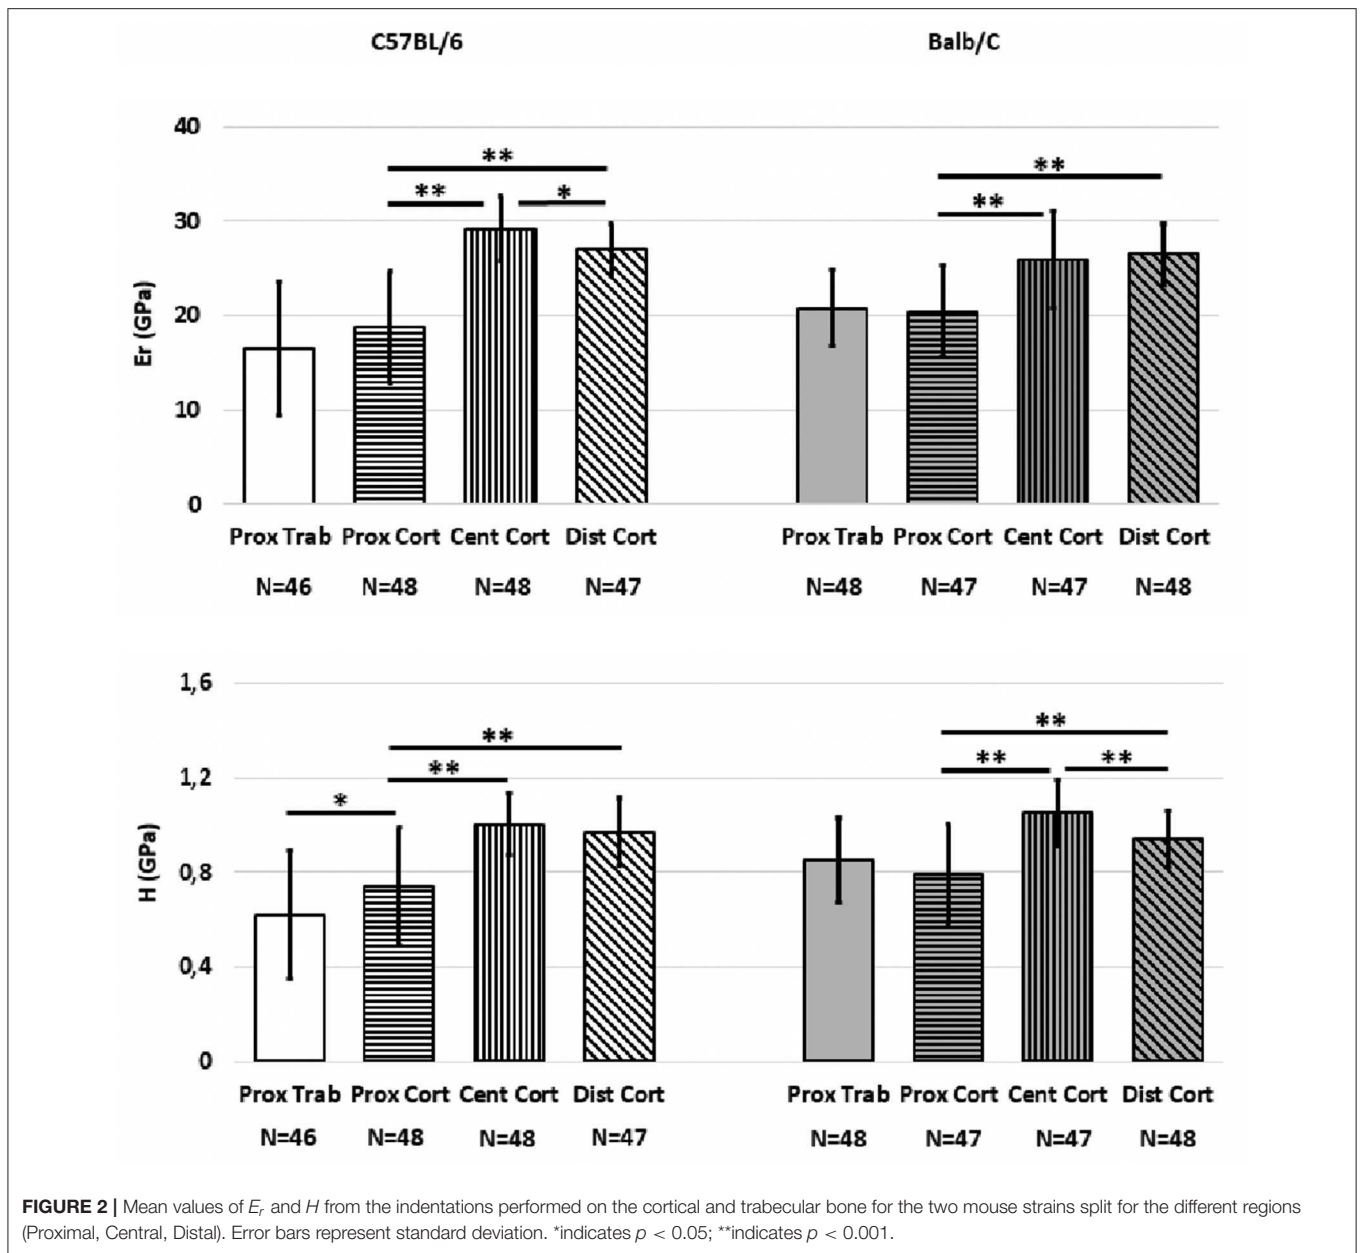 C57BL/6 Balb/C
40
** **
** * **
30
20
10
0
Er (GPa)
Prox Trab Prox Cort Cent Cort Dist Cort Prox Trab Prox Cort Cent Cort Dist Cort
N=46 N=48 N=48 N=47 N=48 N=47 N=47 N=48
1,6
** **
** ** **
1,2
*
0,8
0,4
0
H (GPa)
Prox Trab Prox Cort Cent Cort Dist Cort Prox Trab Prox Cort Cent Cort Dist Cort
N=46 N=48 N=48 N=47 N=48 N=47 N=47 N=48
FIGURE 2 | Mean values of Er and H from the indentations performed on the cortical and trabecular bone for the two mouse strains split for the different regions
(Proximal, Central, Distal). Error bars represent standard deviation. *indicates p < 0.05; **indicates p < 0.001.